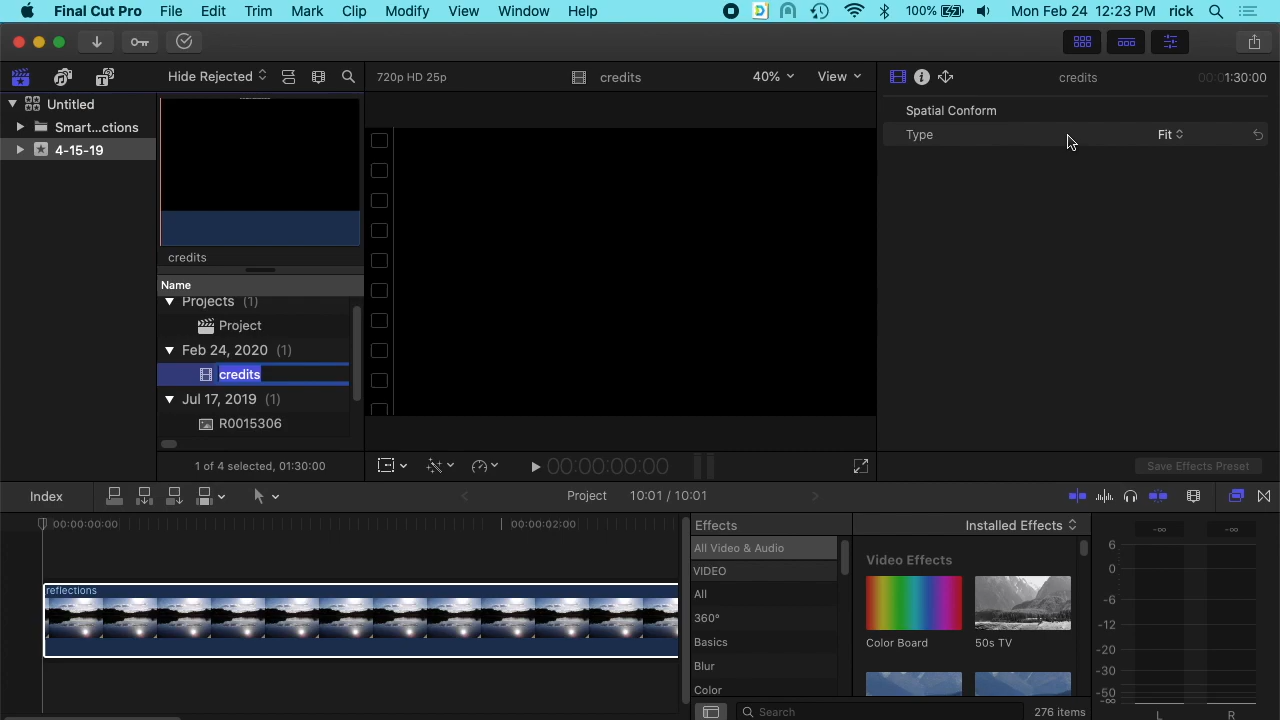 Final Cut Pro File Edit Trim Mark Clip Modify View Window Help 100% Mon Feb 24 12:23 PM rick
Hide Rejected 720p HD 25p credits 40% View credits 00:01:30:00
Untitled
Smart...ctions
4-15-19
credits
Name
Projects (1)
Project
Feb 24, 2020 (1)
credits
Jul 17, 2019 (1)
R0015306
1 of 4 selected, 01:30:00
00:00:00:00
Spatial Conform
Type Fit
Save Effects Preset
Index Project 10:01 / 10:01
00:00:00:00 00:00:02:00
reflections
Effects Installed Effects
All Video & Audio
VIDEO
All
360°
Basics
Blur
Color
Video Effects
Color Board 50s TV
Search 276 items
-∞ -∞
6
0
-6
-12
-20
-30
-50
-∞
L R